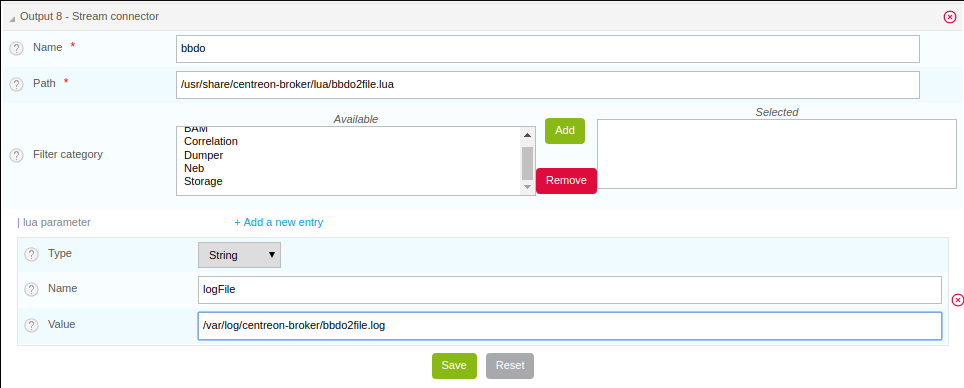 Output 8 - Stream connector
Name *
bbdo
Path *
/usr/share/centreon-broker/lua/bbdo2file.lua
Available
Selected
Filter category
BAM
Correlation
Dumper
Neb
Storage
Add
Remove
| lua parameter
+ Add a new entry
Type
String
Name
logFile
Value
/var/log/centreon-broker/bbdo2file.log
Save
Reset